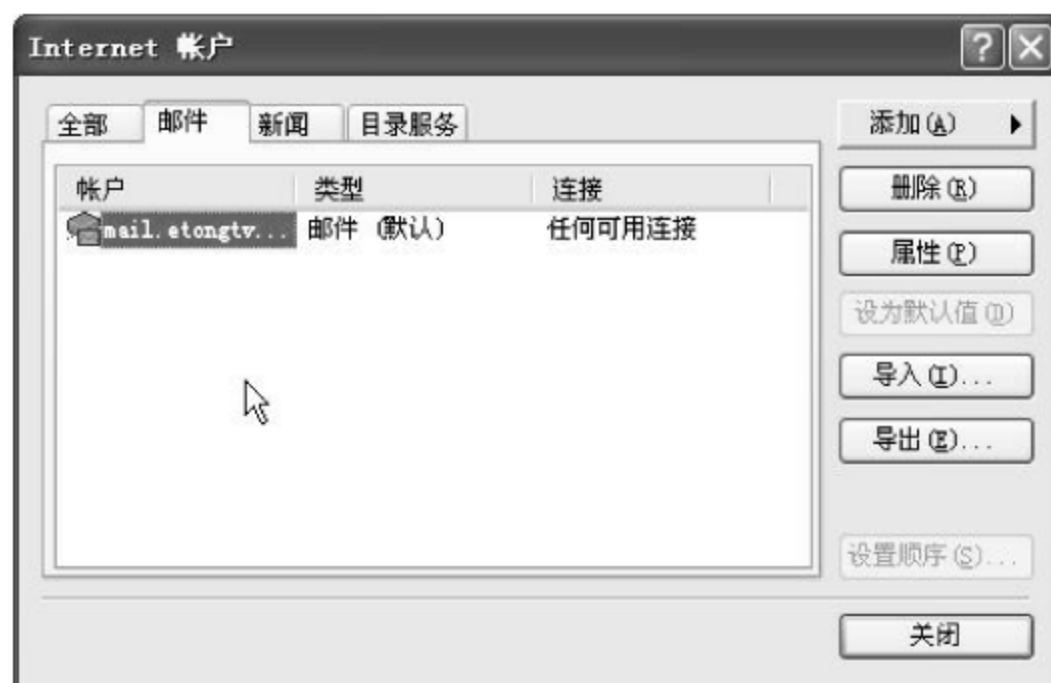 Internet 帐户
全部 邮件 新闻 目录服务
添加(A)
帐户 类型 连接
删除(R)
mail.etongtv... 邮件 (默认) 任何可用连接
属性(P)
设为默认值(D)
导入(I)...
导出(E)...
设置顺序(S)...
关闭